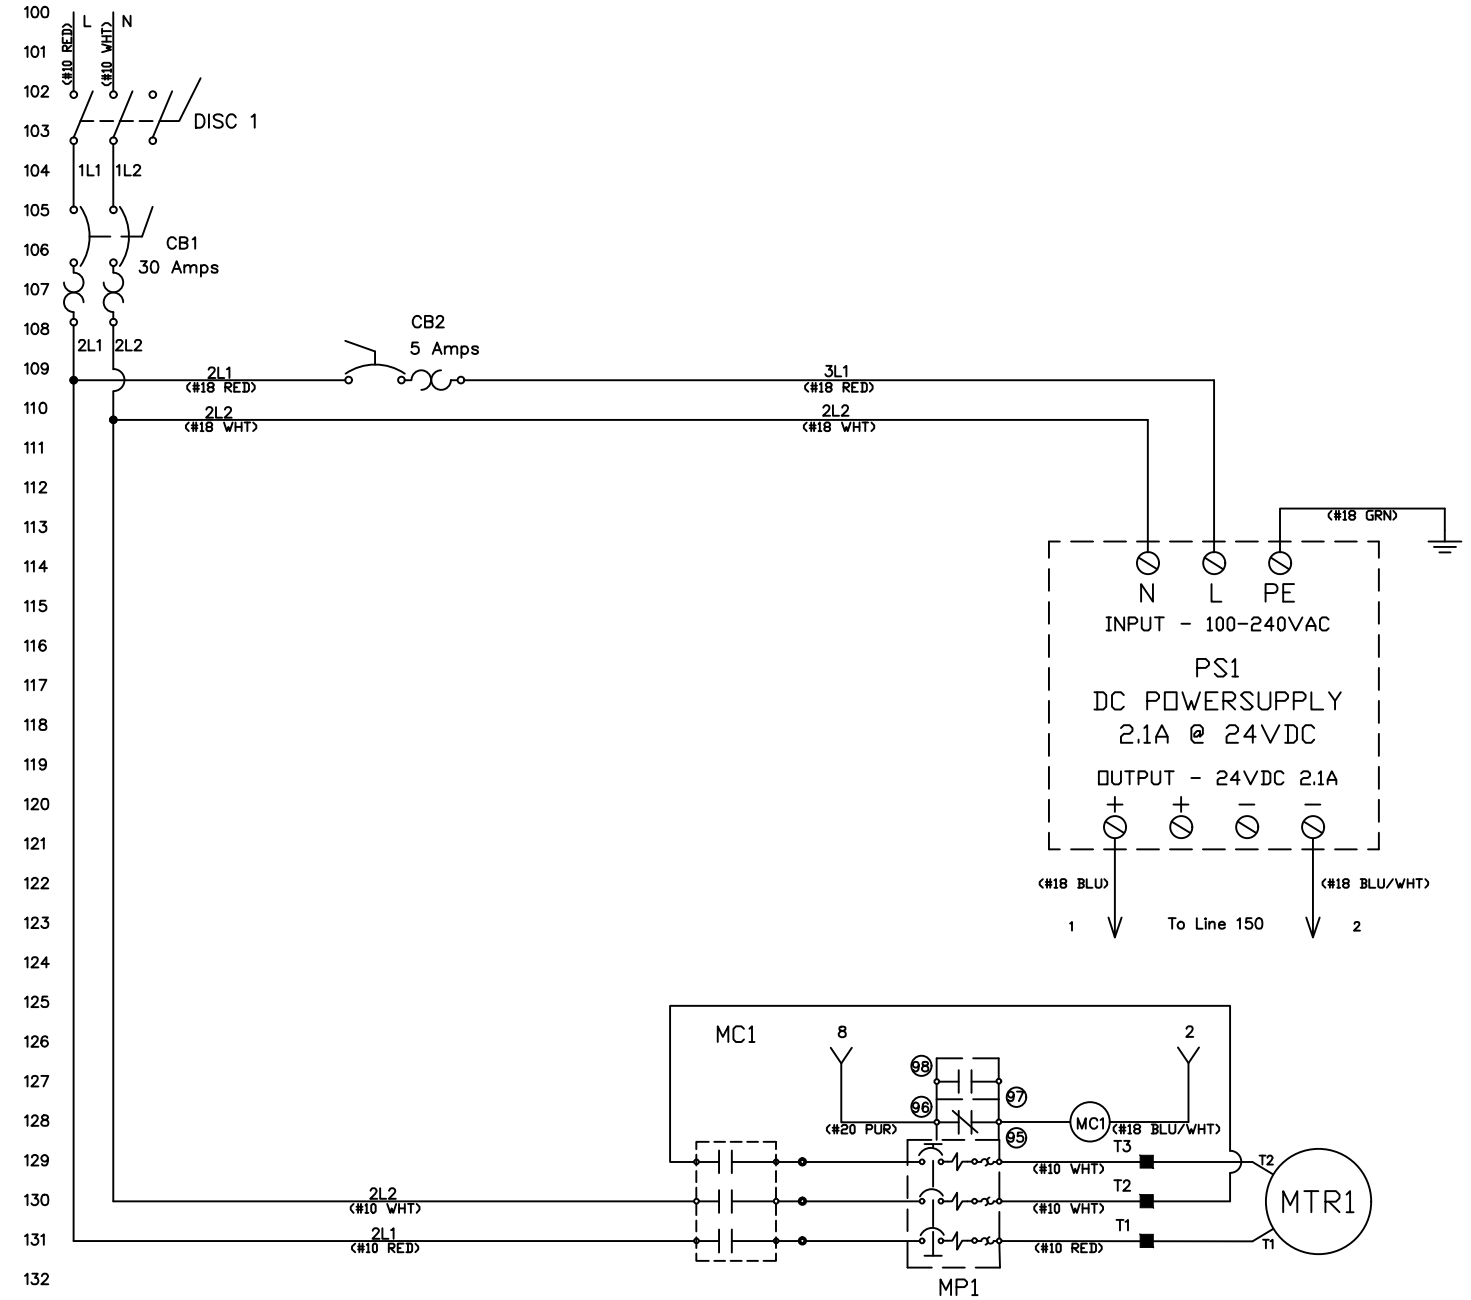 100
L N
(#10 RED)
(#10 WHT)
101
102
DISC 1
103
104
1L1 1L2
105
CB1
106
30 Amps
107
CB2
108
2L1 2L2
5 Amps
109
2L1
3L1
(#18 RED)
(#18 RED)
110
2L2
2L2
(#18 WHT)
(#18 WHT)
111
112
113
(#18 GRN)
114
N L PE
115
INPUT - 100-240VAC
116
PS1
117
DC POWERSUPPLY
118
2.1A @ 24VDC
119
OUTPUT - 24VDC 2.1A
120
+ + - -
121
122
(#18 BLU)
(#18 BLU/WHT)
123
1 To Line 150 2
124
125
126
MC1 8 2
98
127
97
96
128
MC1
(#20 PUR)
(#18 BLU/WHT)
95
T3
129
T2
(#10 WHT)
T2
130
2L2
MTR1
(#10 WHT)
(#10 WHT)
T1
131
2L1
T1
(#10 RED)
(#10 RED)
132
MP1